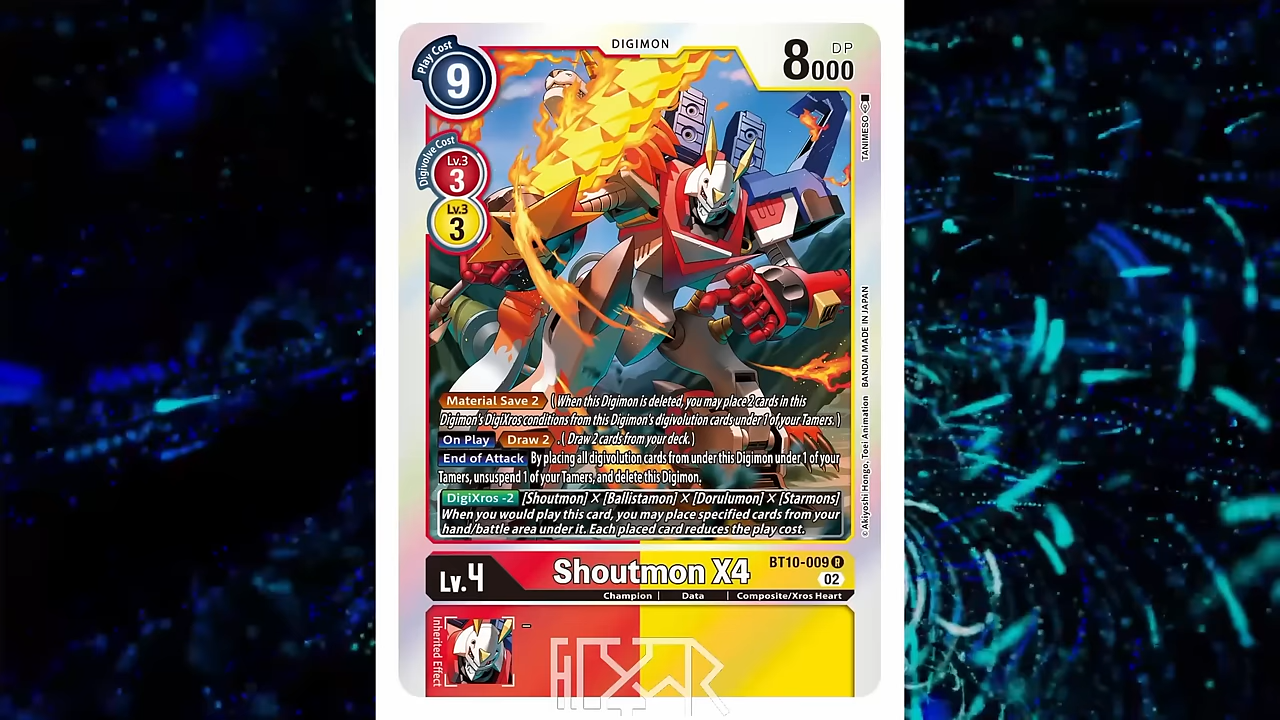 DIGIMON
Play Cost
9
DP
8000
Digivolve Cost
Lv.3
3
Lv.3
3
TANIMESO
Material Save 2 (When this Digimon is deleted, you may place 2 cards in this
Digimon's DigiXros conditions from this Digimon's digivolution cards under 1 of your Tamers.)
On Play Draw 2 .(Draw 2 cards from your deck.)
End of Attack By placing all digivolution cards from under this Digimon under 1 of your
Tamers, unsuspend 1 of your Tamers, and delete this Digimon.
DigiXros -2 [Shoutmon] × [Ballistamon] × [Dorulumon] × [Starmons]
When you would play this card, you may place specified cards from your
hand/battle area under it. Each placed card reduces the play cost.
© Akiyoshi Hongo, Toei Animation BANDAI MADE IN JAPAN
Lv.4
Shoutmon X4
BT10-009 R
02
Champion | Data | Composite/Xros Heart
Inherited Effect
-